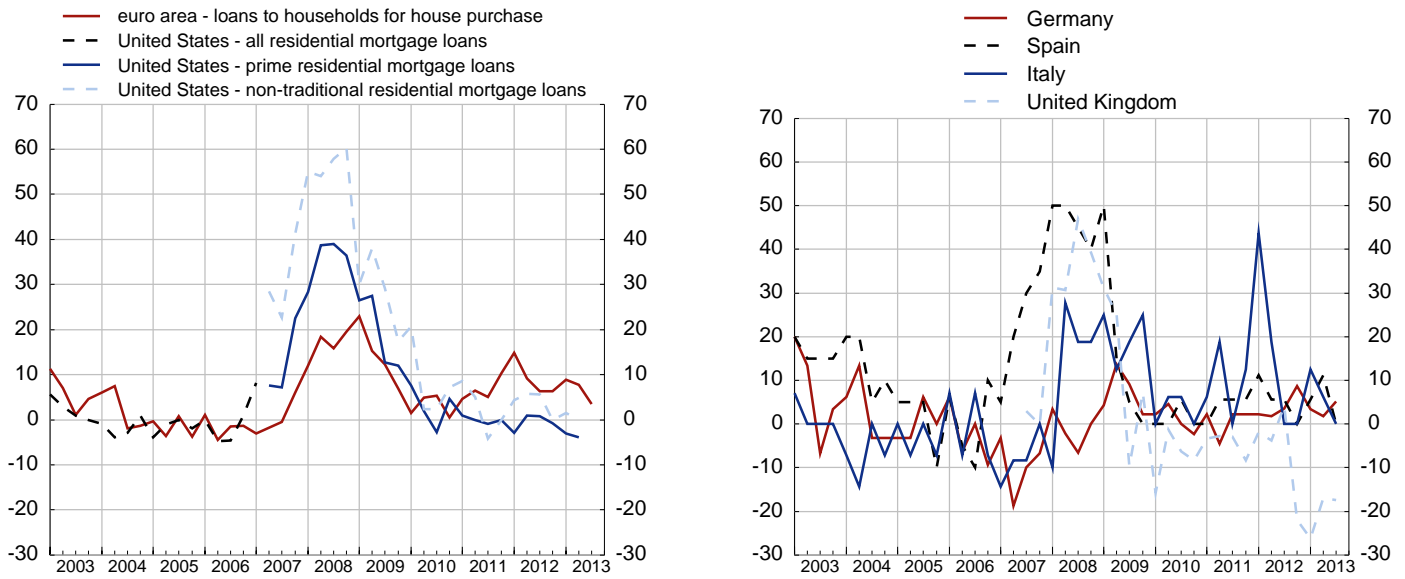 euro area - loans to households for house purchase
United States - all residential mortgage loans
United States - prime residential mortgage loans
United States - non-traditional residential mortgage loans
70 70
60 60
50 50
40 40
30 30
20 20
10 10
0 0
-10 -10
-20 -20
-30 -30
2003 2004 2005 2006 2007 2008 2009 2010 2011 2012 2013
Germany
Spain
Italy
United Kingdom
70 70
60 60
50 50
40 40
30 30
20 20
10 10
0 0
-10 -10
-20 -20
-30 -30
2003 2004 2005 2006 2007 2008 2009 2010 2011 2012 2013